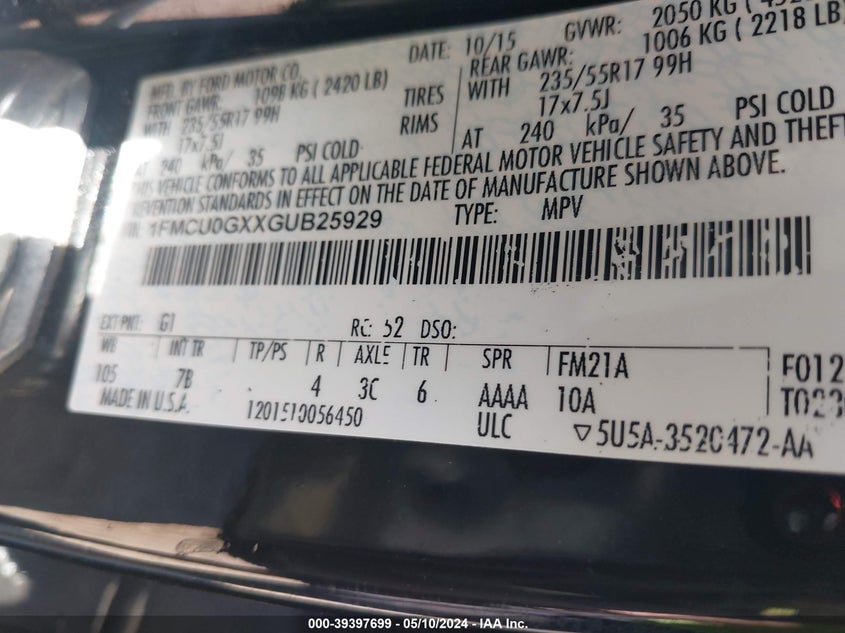 MFD. BY FORD MOTOR CO.
DATE: 10/15 GVWR: 2050 KG
FRONT GAWR: 1098 KG ( 2420 LB)
REAR GAWR: 1006 KG ( 2218 LB)
WITH 235/55R17 99H TIRES WITH 235/55R17 99H
17x7.5J RIMS 17x7.5J
AT 240 kPa/ 35 PSI COLD AT 240 kPa/ 35 PSI COLD
THIS VEHICLE CONFORMS TO ALL APPLICABLE FEDERAL MOTOR VEHICLE SAFETY AND THEFT
PREVENTION STANDARDS IN EFFECT ON THE DATE OF MANUFACTURE SHOWN ABOVE.
1FMCU0GXXGUB25929 TYPE: MPV
EXT PNT: G1 RC: 52 DSO:
WB INT TR TP/PS R AXLE TR SPR FM21A F012
105 7B 4 3C 6 AAAA 10A
MADE IN U.S.A. 1201510056450 ULC 5U5A-3520472-AA
000-39397699 - 05/10/2024 - IAA Inc.